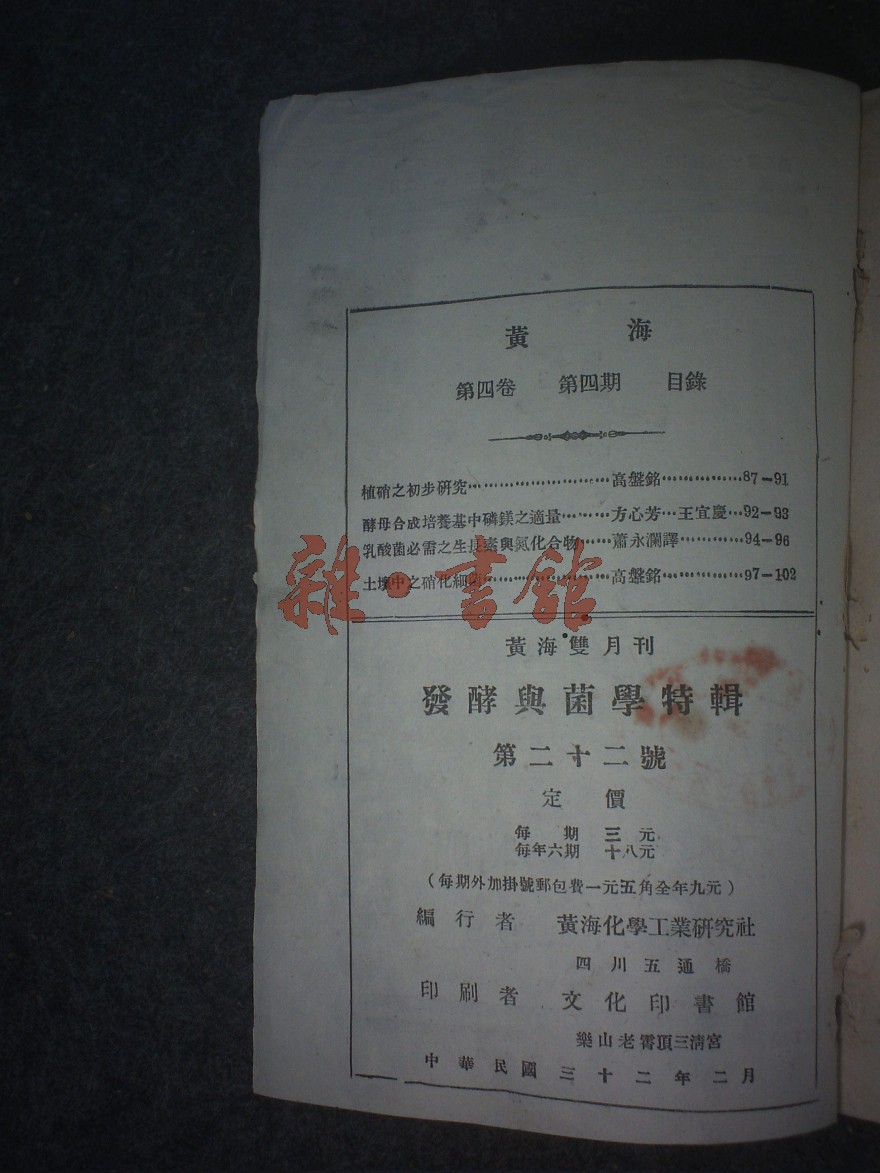 黃海
第四卷 第四期 目錄
植硝之初步研究……………………高盤銘…………87-91
酵母合成培養基中磷鎂之適量………方心芳…王宜慶…92-93
乳酸菌必需之生長素與氮化合物……蕭永瀾譯…………94-96
土壤中之硝化細菌…………………高盤銘…………97-102
雜·書館
黃海雙月刊
發酵與菌學特輯
第二十二號
定價
每期 三元
每年六期 十八元
(每期外加掛號郵包費一元五角全年九元)
編行者 黃海化學工業研究社
四川五通橋
印刷者 文化印書館
樂山老霄頂三清宮
中華民國三十二年二月